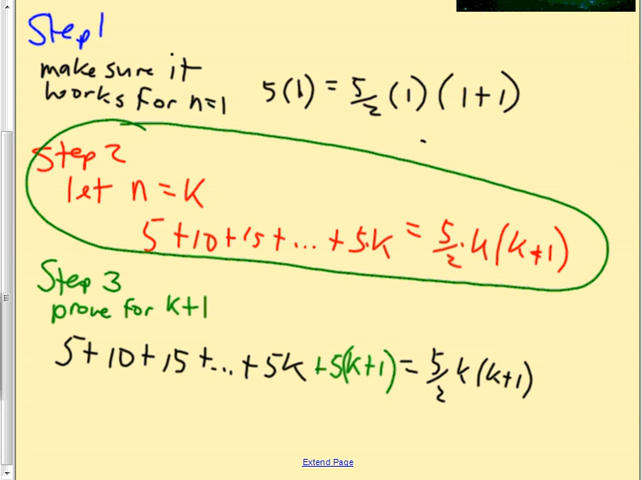 Step 1
make sure it
works for n=1
5(1) = 5/2 (1) (1+1)
Step 2
let n = k
5+10+15+... +5·k = 5/2·k(k+1)
Step 3
prove for k+1
5+10+15+...+5k +5(k+1) = 5/2 k (k+1)
Extend Page